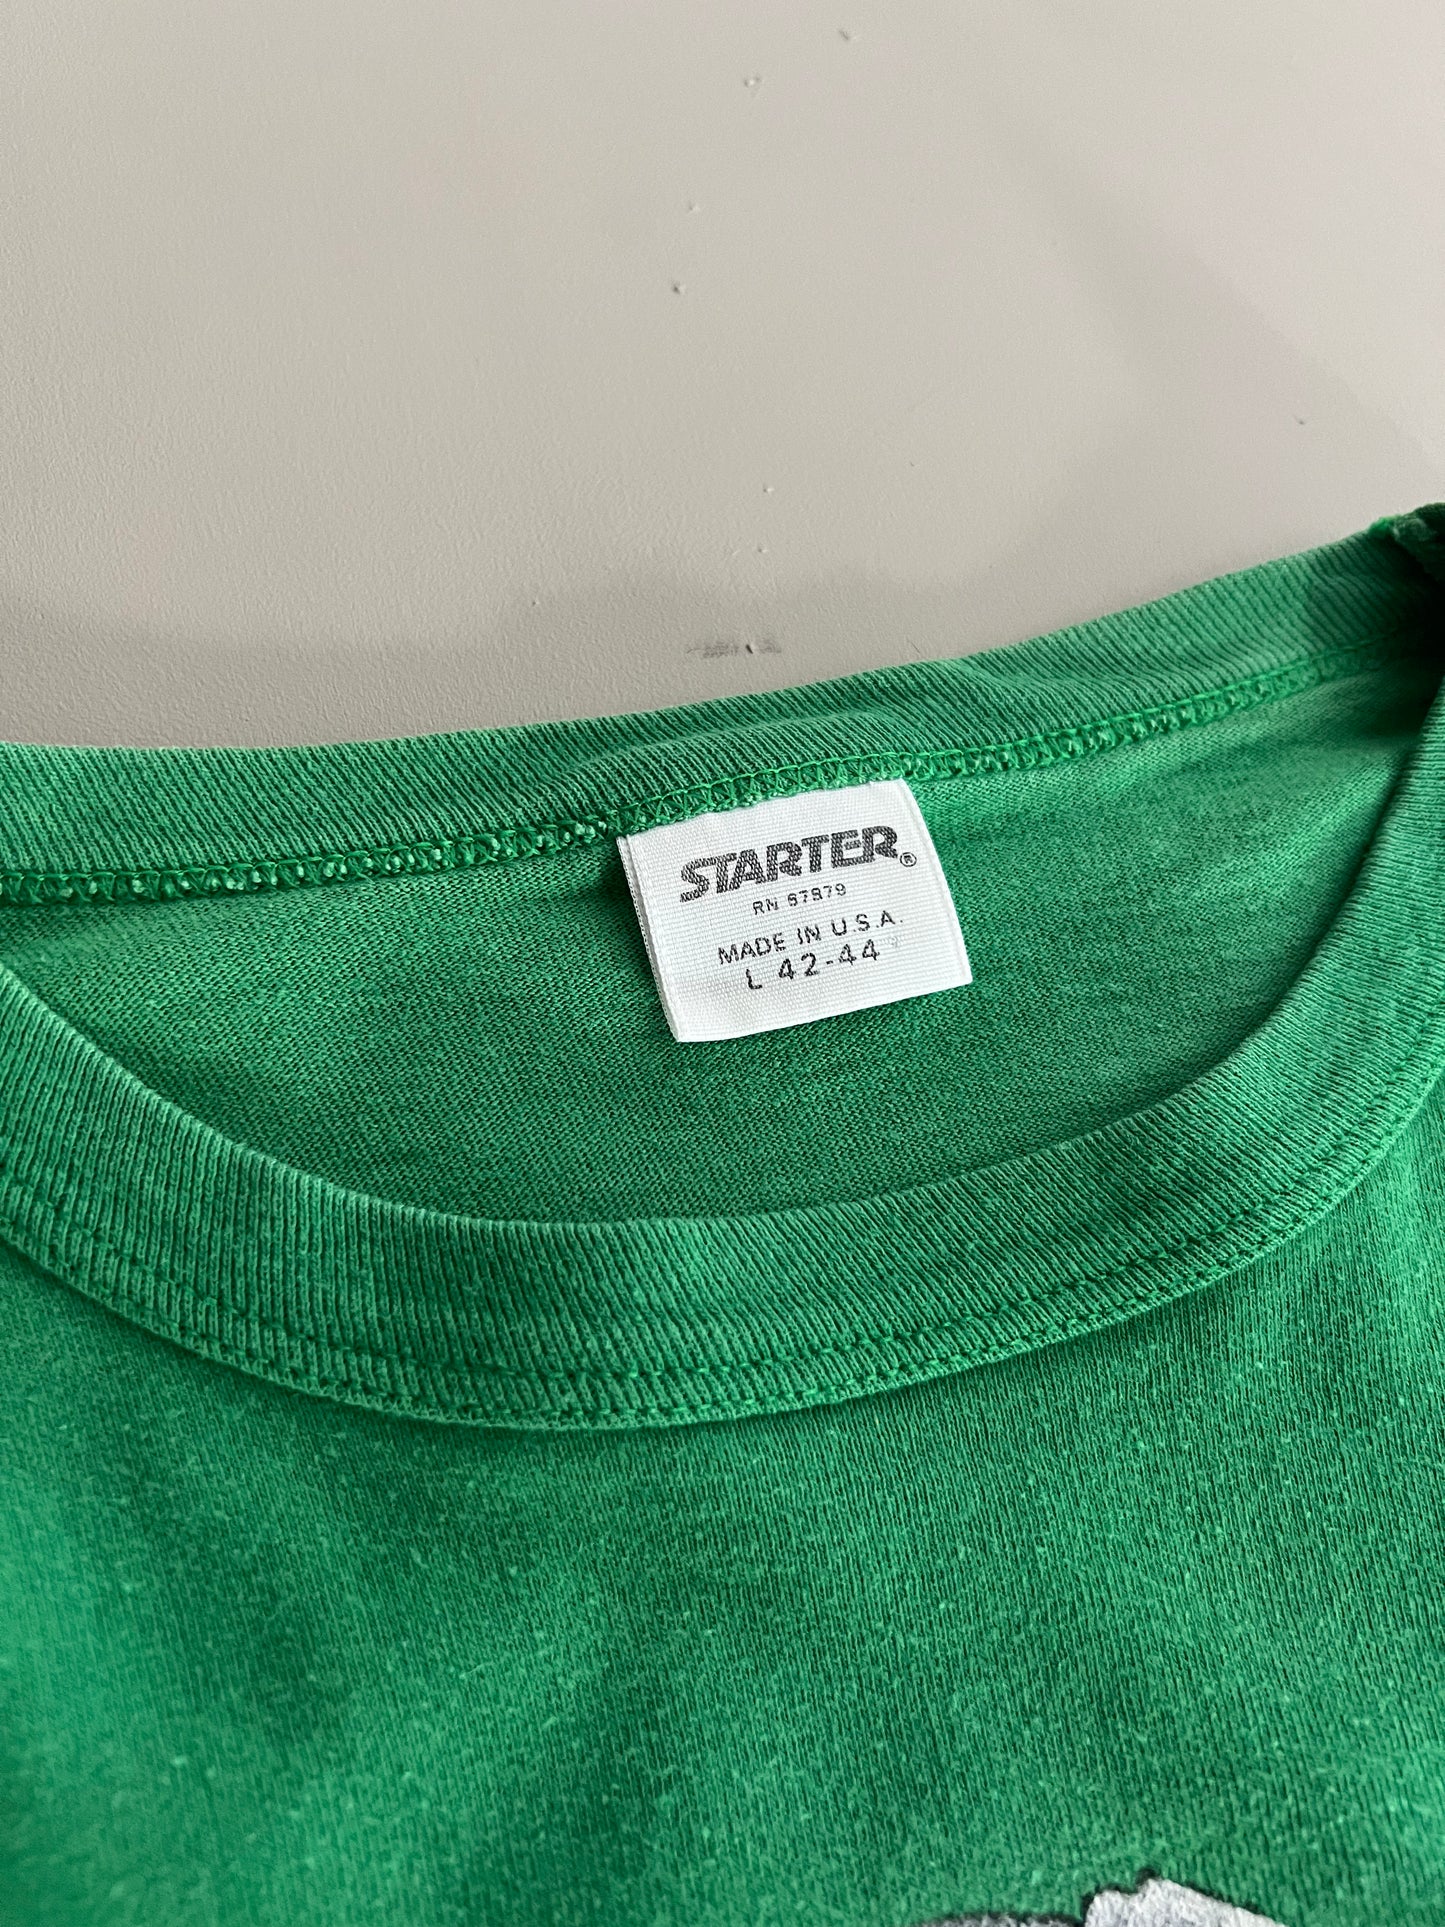 STARTER®
RN 67979
MADE IN U.S.A.
L 42-44